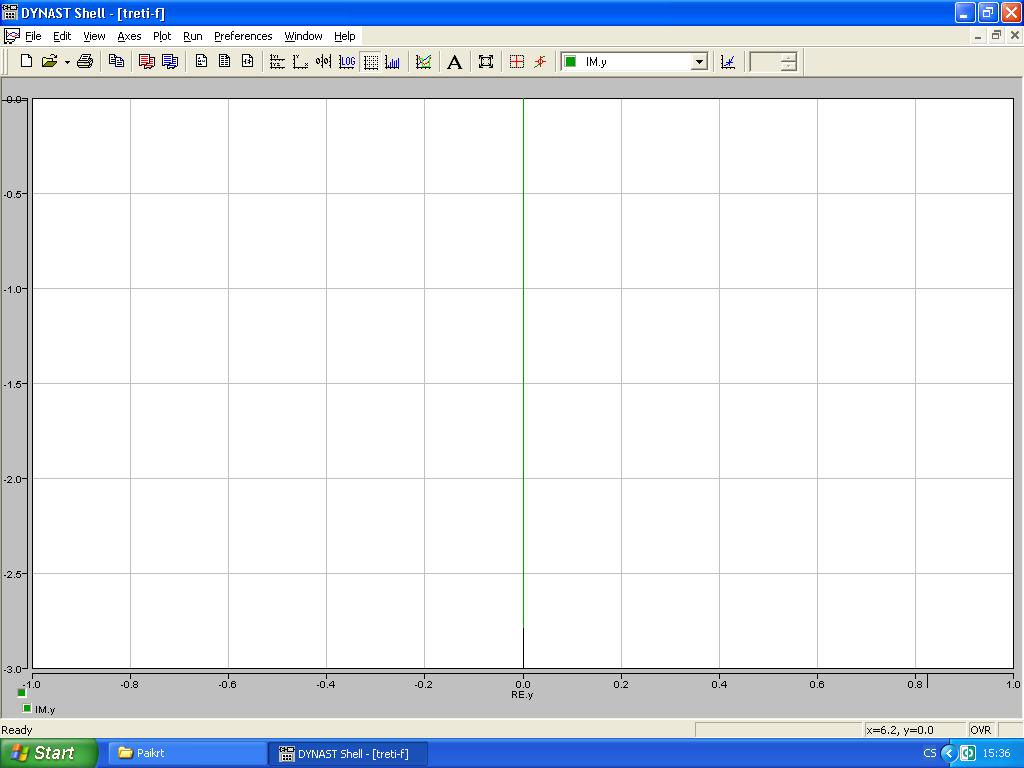 DYNAST Shell - [treti-f]
File Edit View Axes Plot Run Preferences Window Help
LOG A IM.y
0.0
-0.5
-1.0
-1.5
-2.0
-2.5
-3.0
-1.0 -0.8 -0.6 -0.4 -0.2 0.0 0.2 0.4 0.6 0.8 1.0
RE.y
IM.y
Ready x=6.2, y=0.0 OVR
Start Paikrt DYNAST Shell - [treti-f] CS 15:36